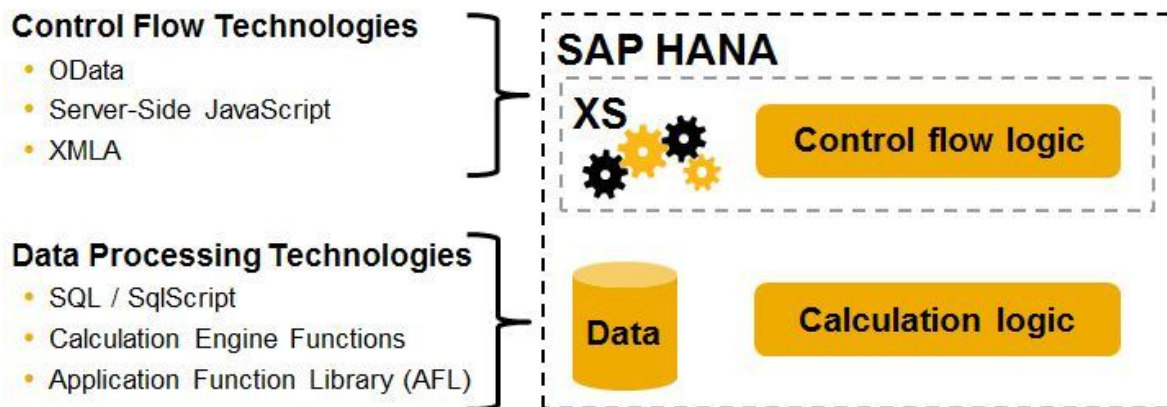 Control Flow Technologies
• OData
• Server-Side JavaScript
• XMLA
Data Processing Technologies
• SQL / SqlScript
• Calculation Engine Functions
• Application Function Library (AFL)
SAP HANA
XS
Control flow logic
Data
Calculation logic